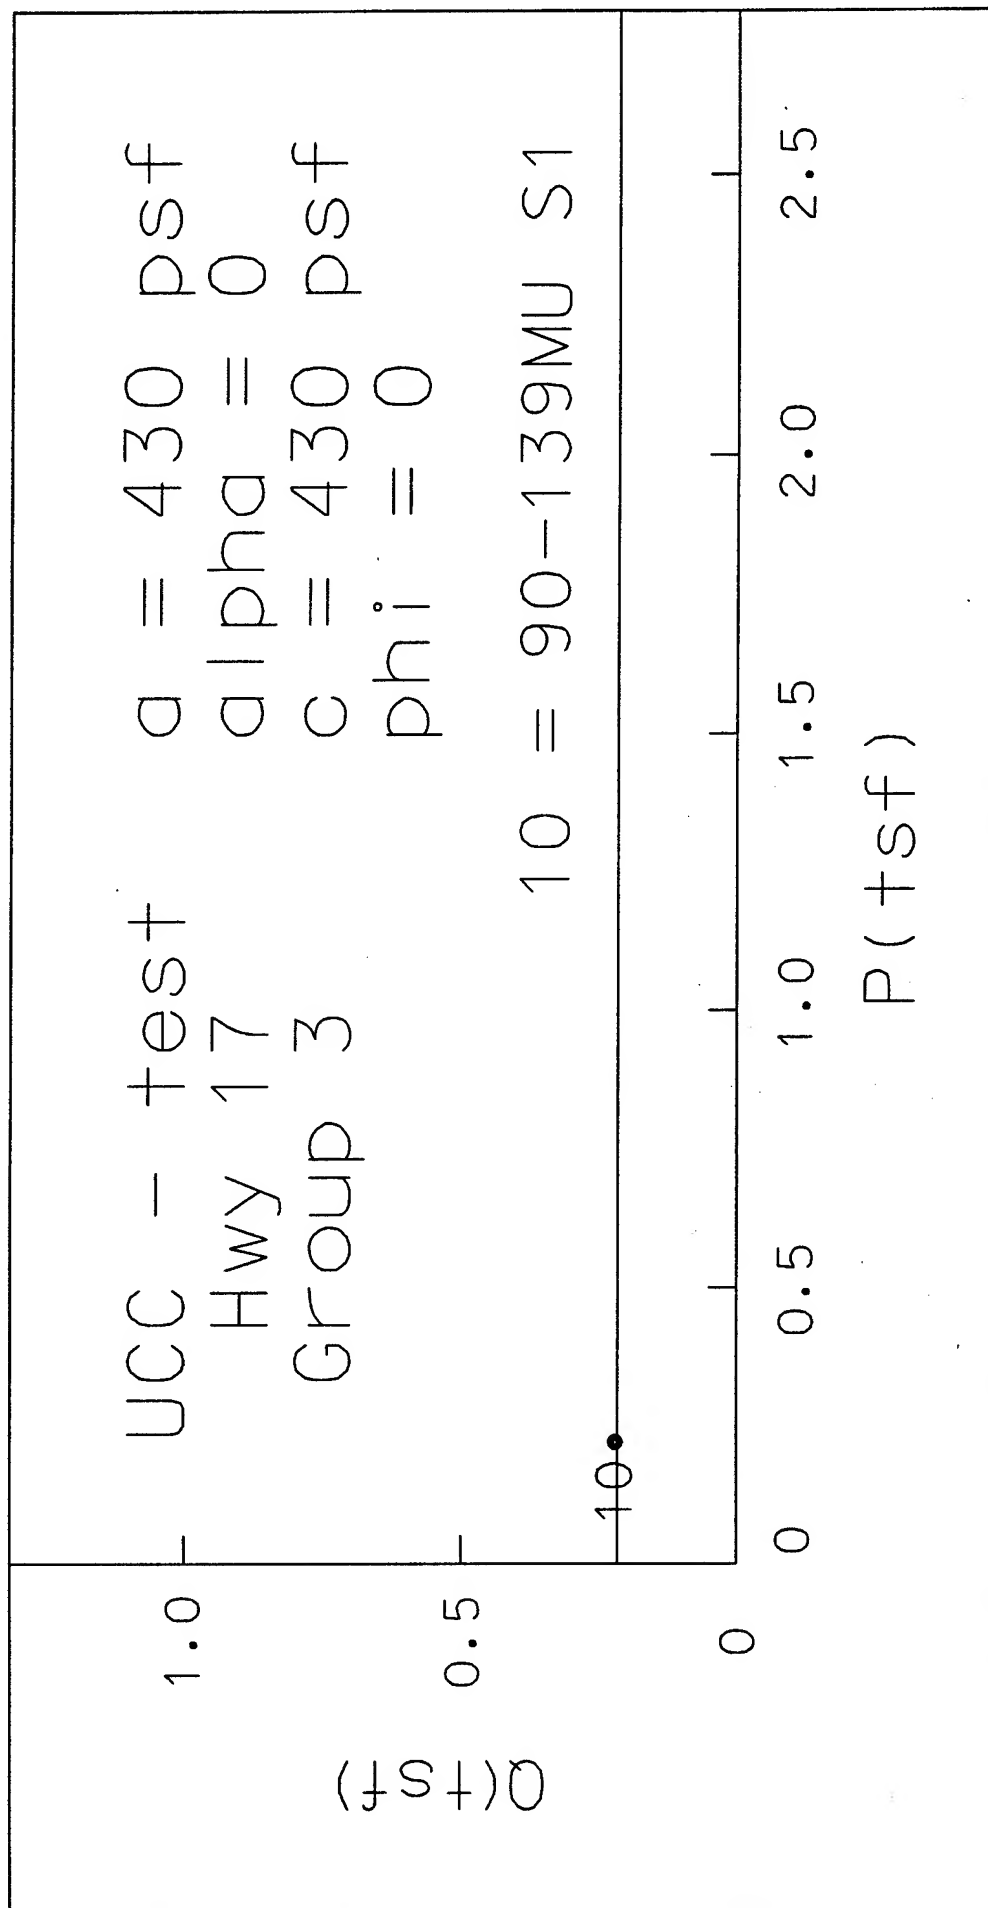 UCC - test
Hwy 17
Group 3
a = 430 psf
alpha = 0
c = 430 psf
phi = 0
10 = 90-139MU S1
Q(tsf)
1.0
0.5
0
10
0 0.5 1.0 1.5 2.0 2.5
P(tsf)